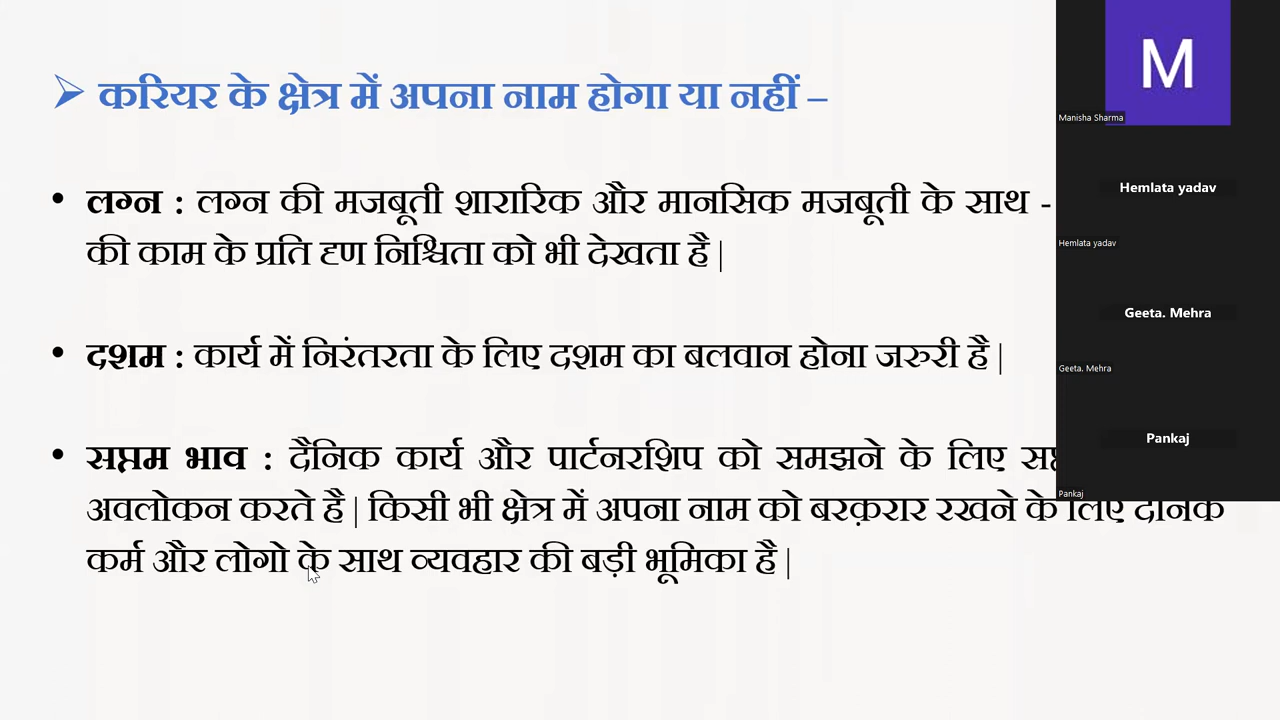 करियर के क्षेत्र में अपना नाम होगा या नहीं –
लग्न : लग्न की मजबूती शारारिक और मानसिक मजबूती के साथ -
की काम के प्रति दृण निश्चिता को भी देखता है |
दशम : कार्य में निरंतरता के लिए दशम का बलवान होना जरुरी है |
सप्तम भाव : दैनिक कार्य और पार्टनरशिप को समझने के लिए
अवलोकन करते है | किसी भी क्षेत्र में अपना नाम को बरक़रार रखने के लिए दैनिक
कर्म और लोगो के साथ व्यवहार की बड़ी भूमिका है |
M
Manisha Sharma
Hemlata yadav
Hemlata yadav
Geeta. Mehra
Geeta. Mehra
Pankaj
Pankaj